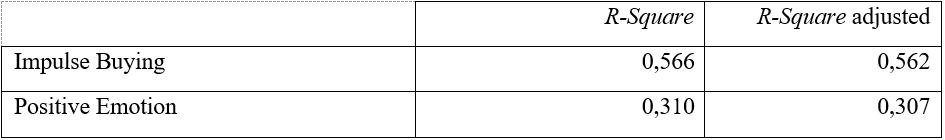 R-Square R-Square adjusted
Impulse Buying 0,566 0,562
Positive Emotion 0,310 0,307